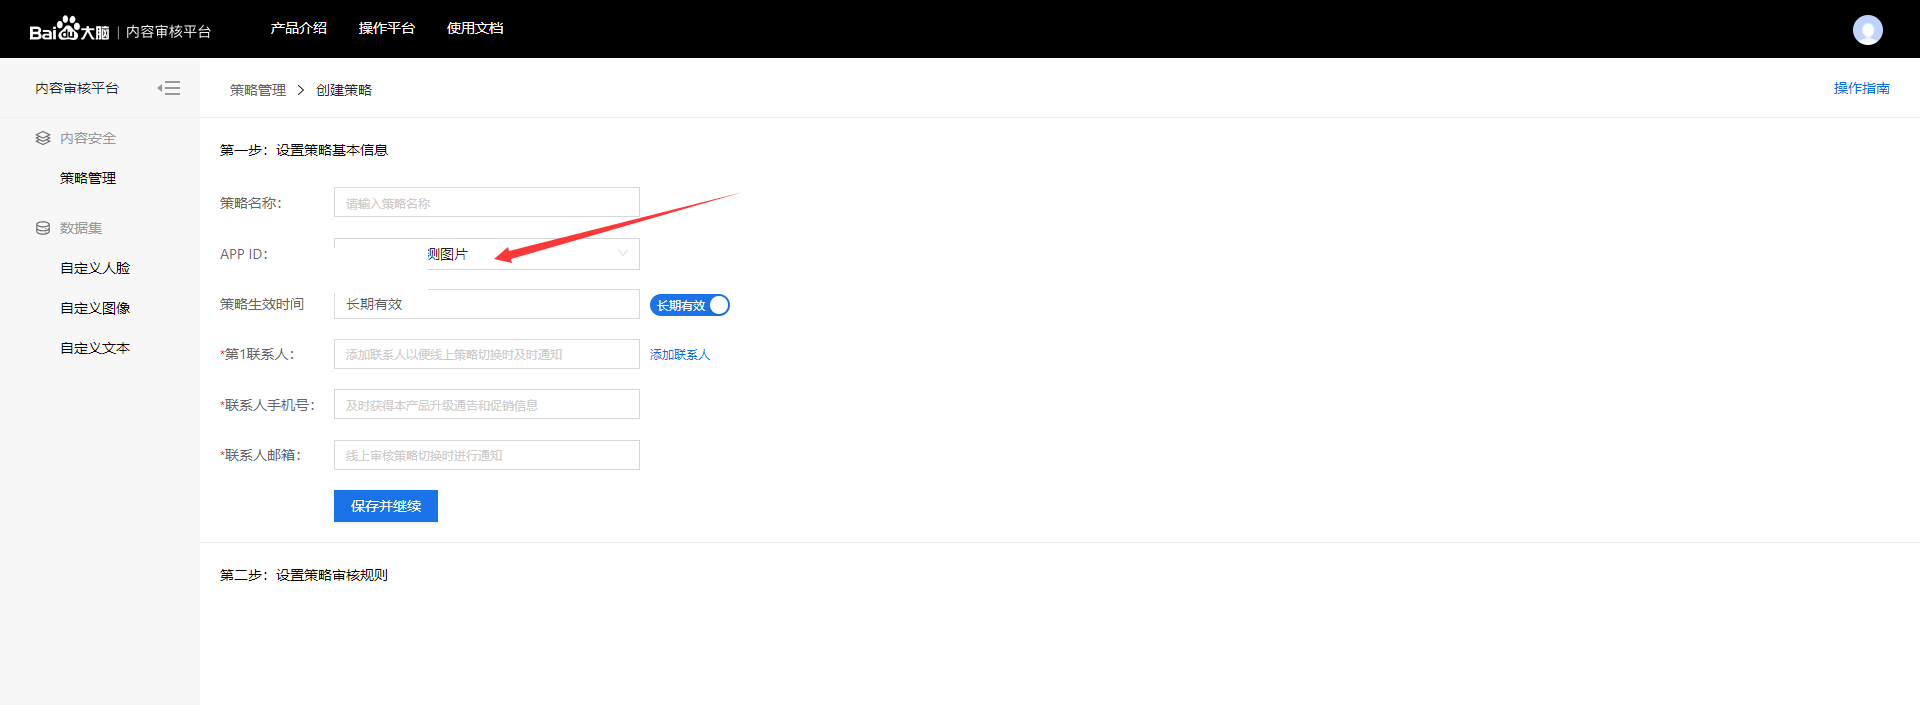 Bai du 大脑 | 内容审核平台 产品介绍 操作平台 使用文档
内容审核平台
策略管理 > 创建策略 操作指南
内容安全
策略管理
数据集
自定义人脸
自定义图像
自定义文本
第一步：设置策略基本信息
策略名称： 请输入策略名称
APP ID： 测图片
策略生效时间 长期有效 长期有效
*第1联系人： 添加联系人以便线上策略切换时及时通知 添加联系人
*联系人手机号： 及时获得本产品升级通告和促销信息
*联系人邮箱： 线上审核策略切换时进行通知
保存并继续
第二步：设置策略审核规则